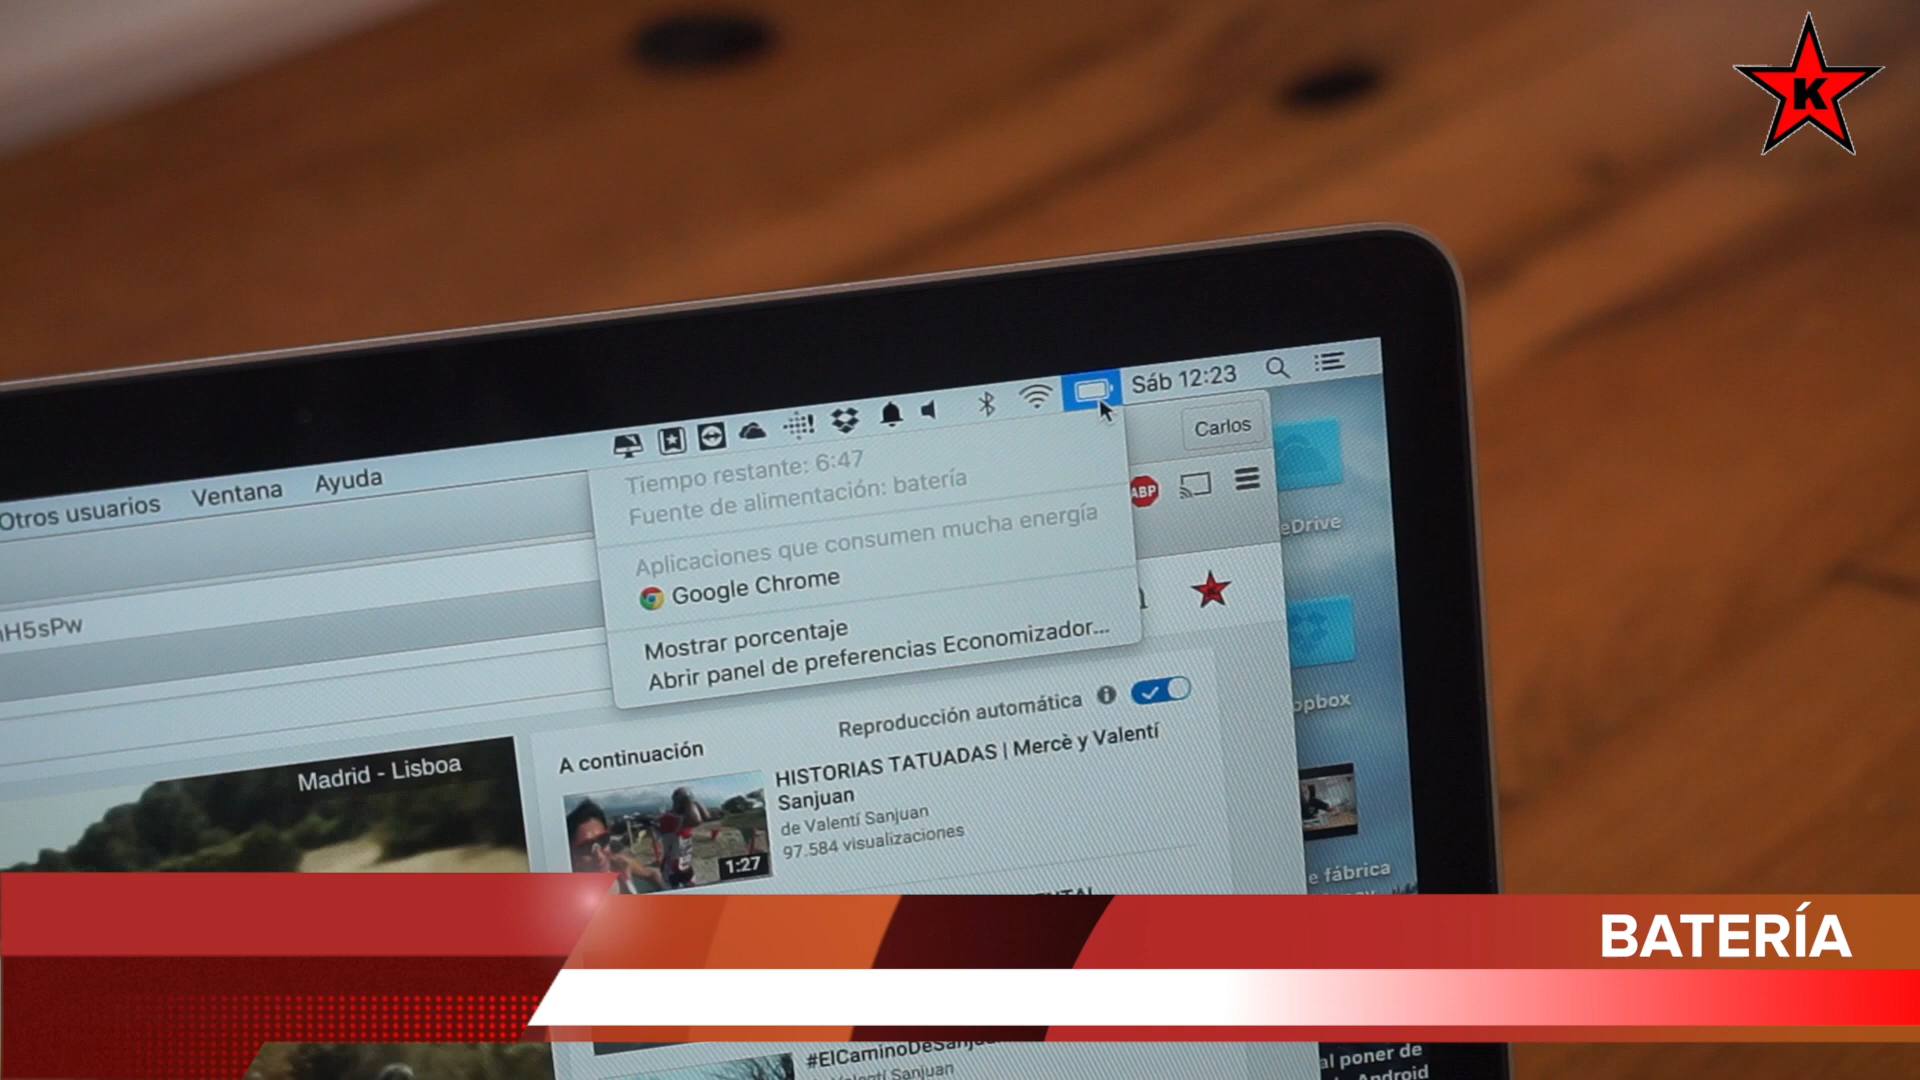 K
Sáb 12:23
Otros usuarios Ventana Ayuda
Carlos
Tiempo restante: 6:47
Fuente de alimentación: batería
ABP
Aplicaciones que consumen mucha energía
Google Chrome
eDrive
H5sPw
Mostrar porcentaje
Abrir panel de preferencias Economizador...
Reproducción automática
opbox
A continuación
Madrid - Lisboa
HISTORIAS TATUADAS | Mercè y Valentí
Sanjuan
de Valentí Sanjuan
97.584 visualizaciones
1:27
e fábrica
BATERÍA
al poner de
Android
Valentí Sanjuan